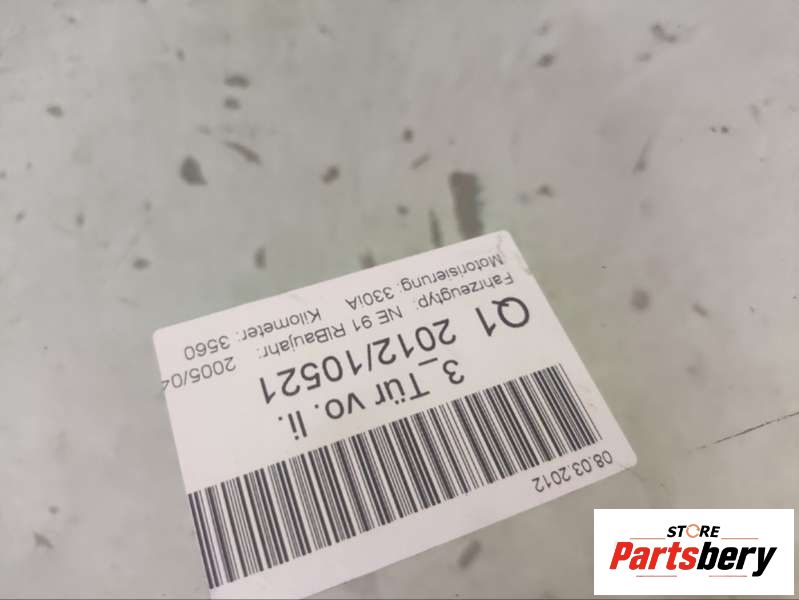 08.03.2012
3_Tür vo. li.
Q1 2012/10521
Fahrzeugtyp: NE 91 R Baujahr: 2005/04
Motorisierung: 330iA Kilometer: 3560
STORE
Partsbery